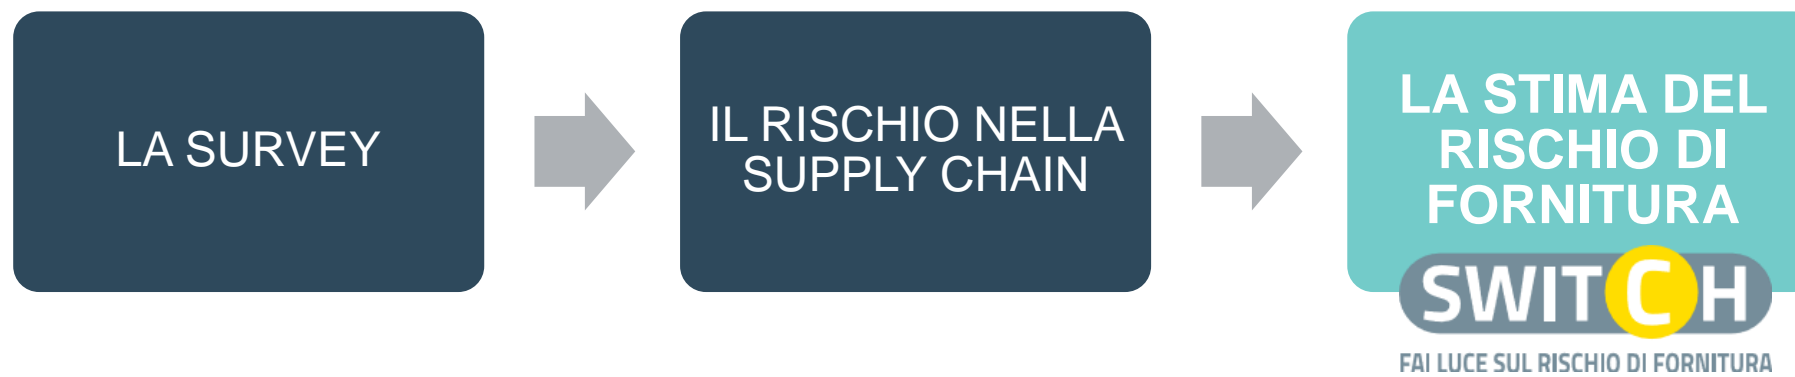 LA SURVEY
IL RISCHIO NELLA
SUPPLY CHAIN
LA STIMA DEL
RISCHIO DI
FORNITURA
SWITCH
FAI LUCE SUL RISCHIO DI FORNITURA